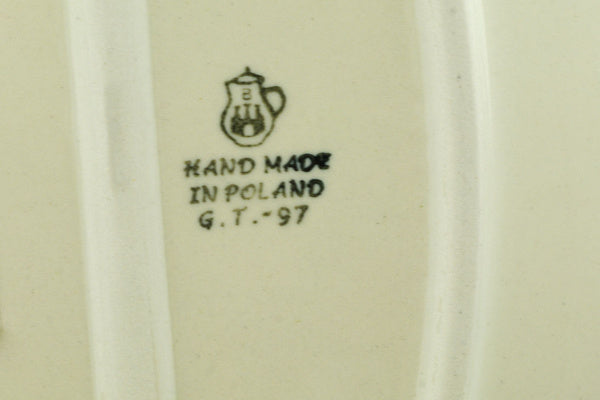 B
HAND MADE
IN POLAND
G.T.-97